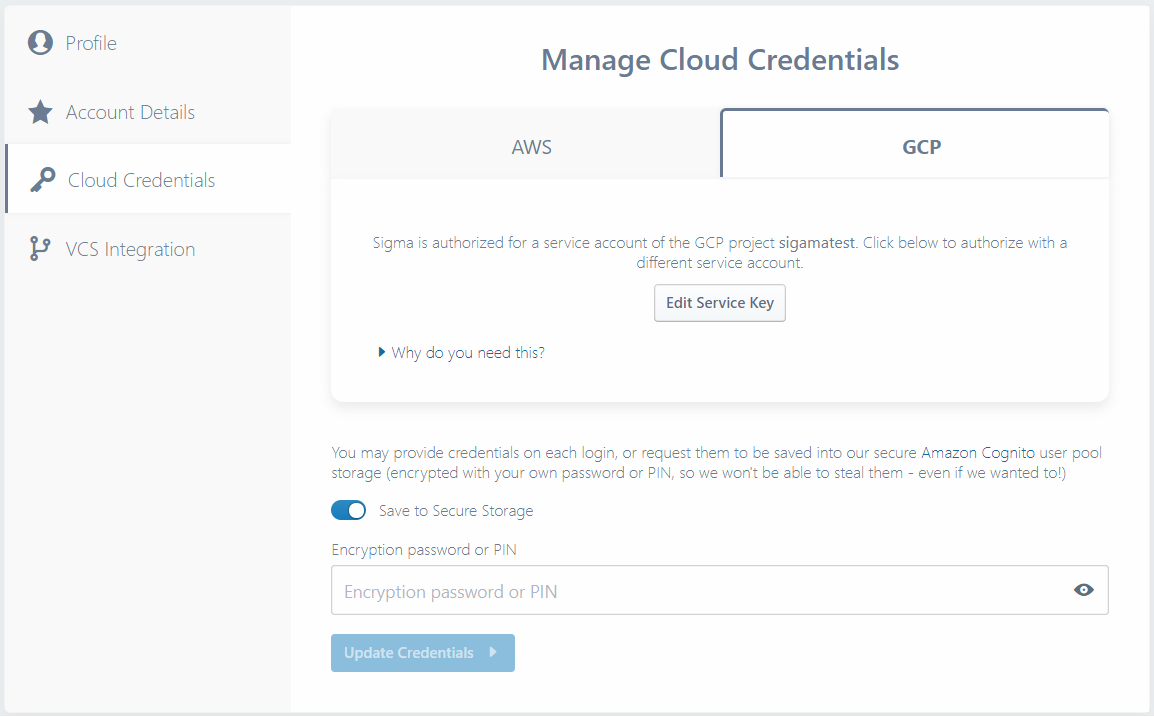 Profile
Account Details
Cloud Credentials
VCS Integration
Manage Cloud Credentials
AWS
GCP
Sigma is authorized for a service account of the GCP project sigamatest. Click below to authorize with a
different service account.
Edit Service Key
Why do you need this?
You may provide credentials on each login, or request them to be saved into our secure Amazon Cognito user pool
storage (encrypted with your own password or PIN, so we won't be able to steal them - even if we wanted to!)
Save to Secure Storage
Encryption password or PIN
Encryption password or PIN
Update Credentials